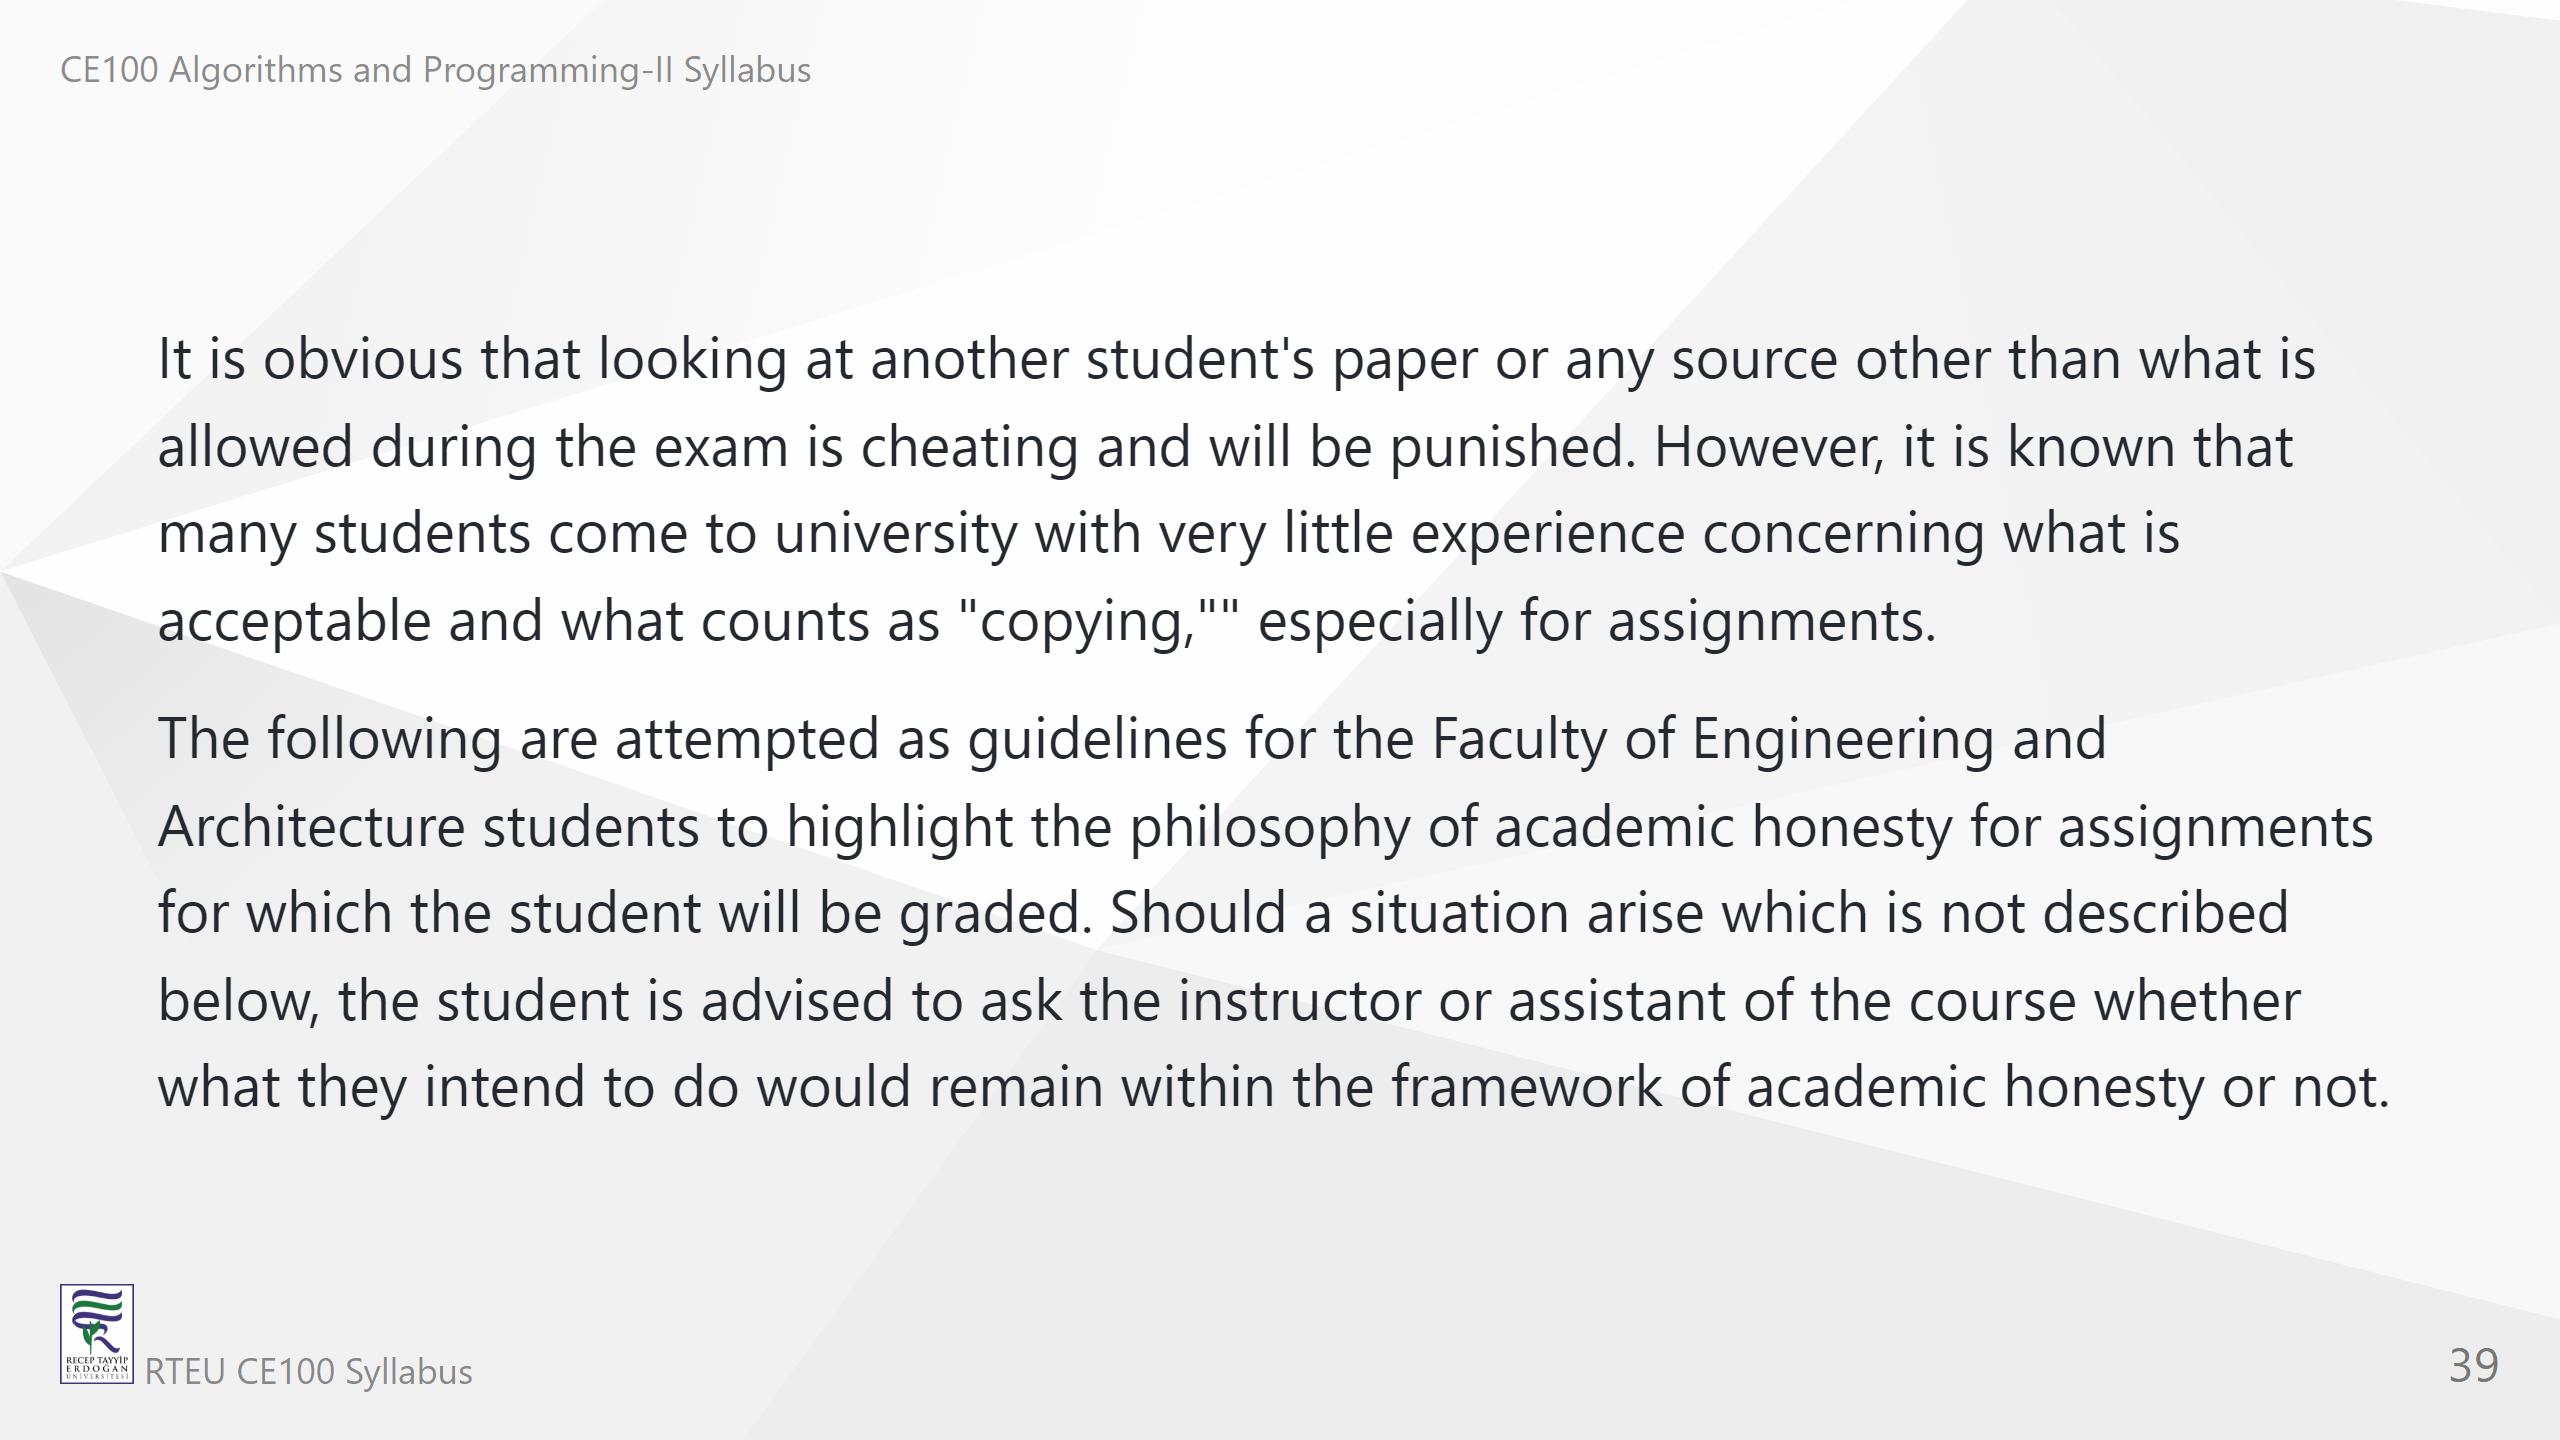 CE100 Algorithms and Programming-II Syllabus
It is obvious that looking at another student's paper or any source other than what is
allowed during the exam is cheating and will be punished. However, it is known that
many students come to university with very little experience concerning what is
acceptable and what counts as "copying,"" especially for assignments.
The following are attempted as guidelines for the Faculty of Engineering and
Architecture students to highlight the philosophy of academic honesty for assignments
for which the student will be graded. Should a situation arise which is not described
below, the student is advised to ask the instructor or assistant of the course whether
what they intend to do would remain within the framework of academic honesty or not.
RECEP TAYYİP
ERDOĞAN
ÜNİVERSİTESİ
RTEU CE100 Syllabus
39